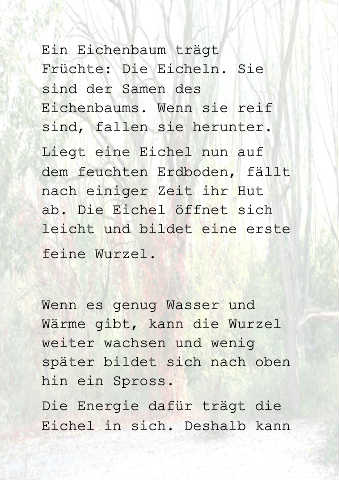 Ein Eichenbaum trägt
Früchte: Die Eicheln. Sie
sind der Samen des
Eichenbaums. Wenn sie reif
sind, fallen sie herunter.
Liegt eine Eichel nun auf
dem feuchten Erdboden, fällt
nach einiger Zeit ihr Hut
ab. Die Eichel öffnet sich
leicht und bildet eine erste
feine Wurzel.
Wenn es genug Wasser und
Wärme gibt, kann die Wurzel
weiter wachsen und wenig
später bildet sich nach oben
hin ein Spross.
Die Energie dafür trägt die
Eichel in sich. Deshalb kann